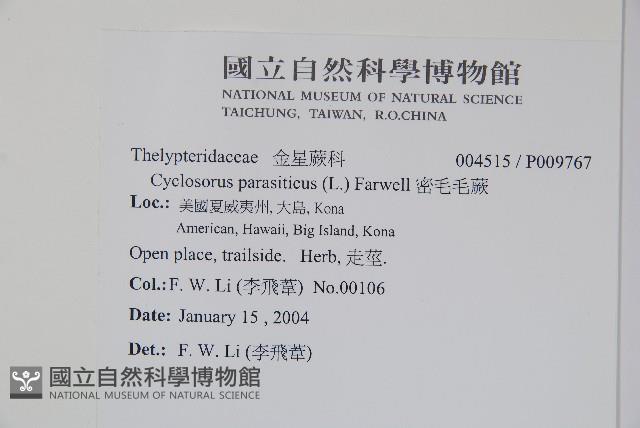 國立自然科學博物館
NATIONAL MUSEUM OF NATURAL SCIENCE
TAICHUNG, TAIWAN, R.O.CHINA
Thelypteridaceae 金星蕨科 004515 / P009767
Cyclosorus parasiticus (L.) Farwell 密毛毛蕨
Loc.: 美國夏威夷州, 大島, Kona
American, Hawaii, Big Island, Kona
Open place, trailside. Herb, 走莖.
Col.: F. W. Li (李飛葦) No.00106
Date: January 15 , 2004
Det.: F. W. Li (李飛葦)
國立自然科學博物館
NATIONAL MUSEUM OF NATURAL SCIENCE